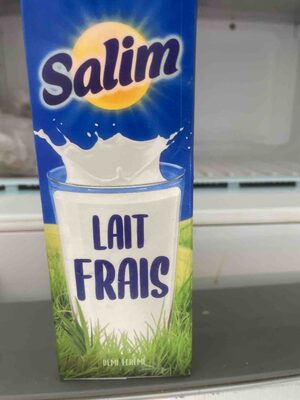 Salim
LAIT
FRAIS
DEMI ÉCRÉMÉ